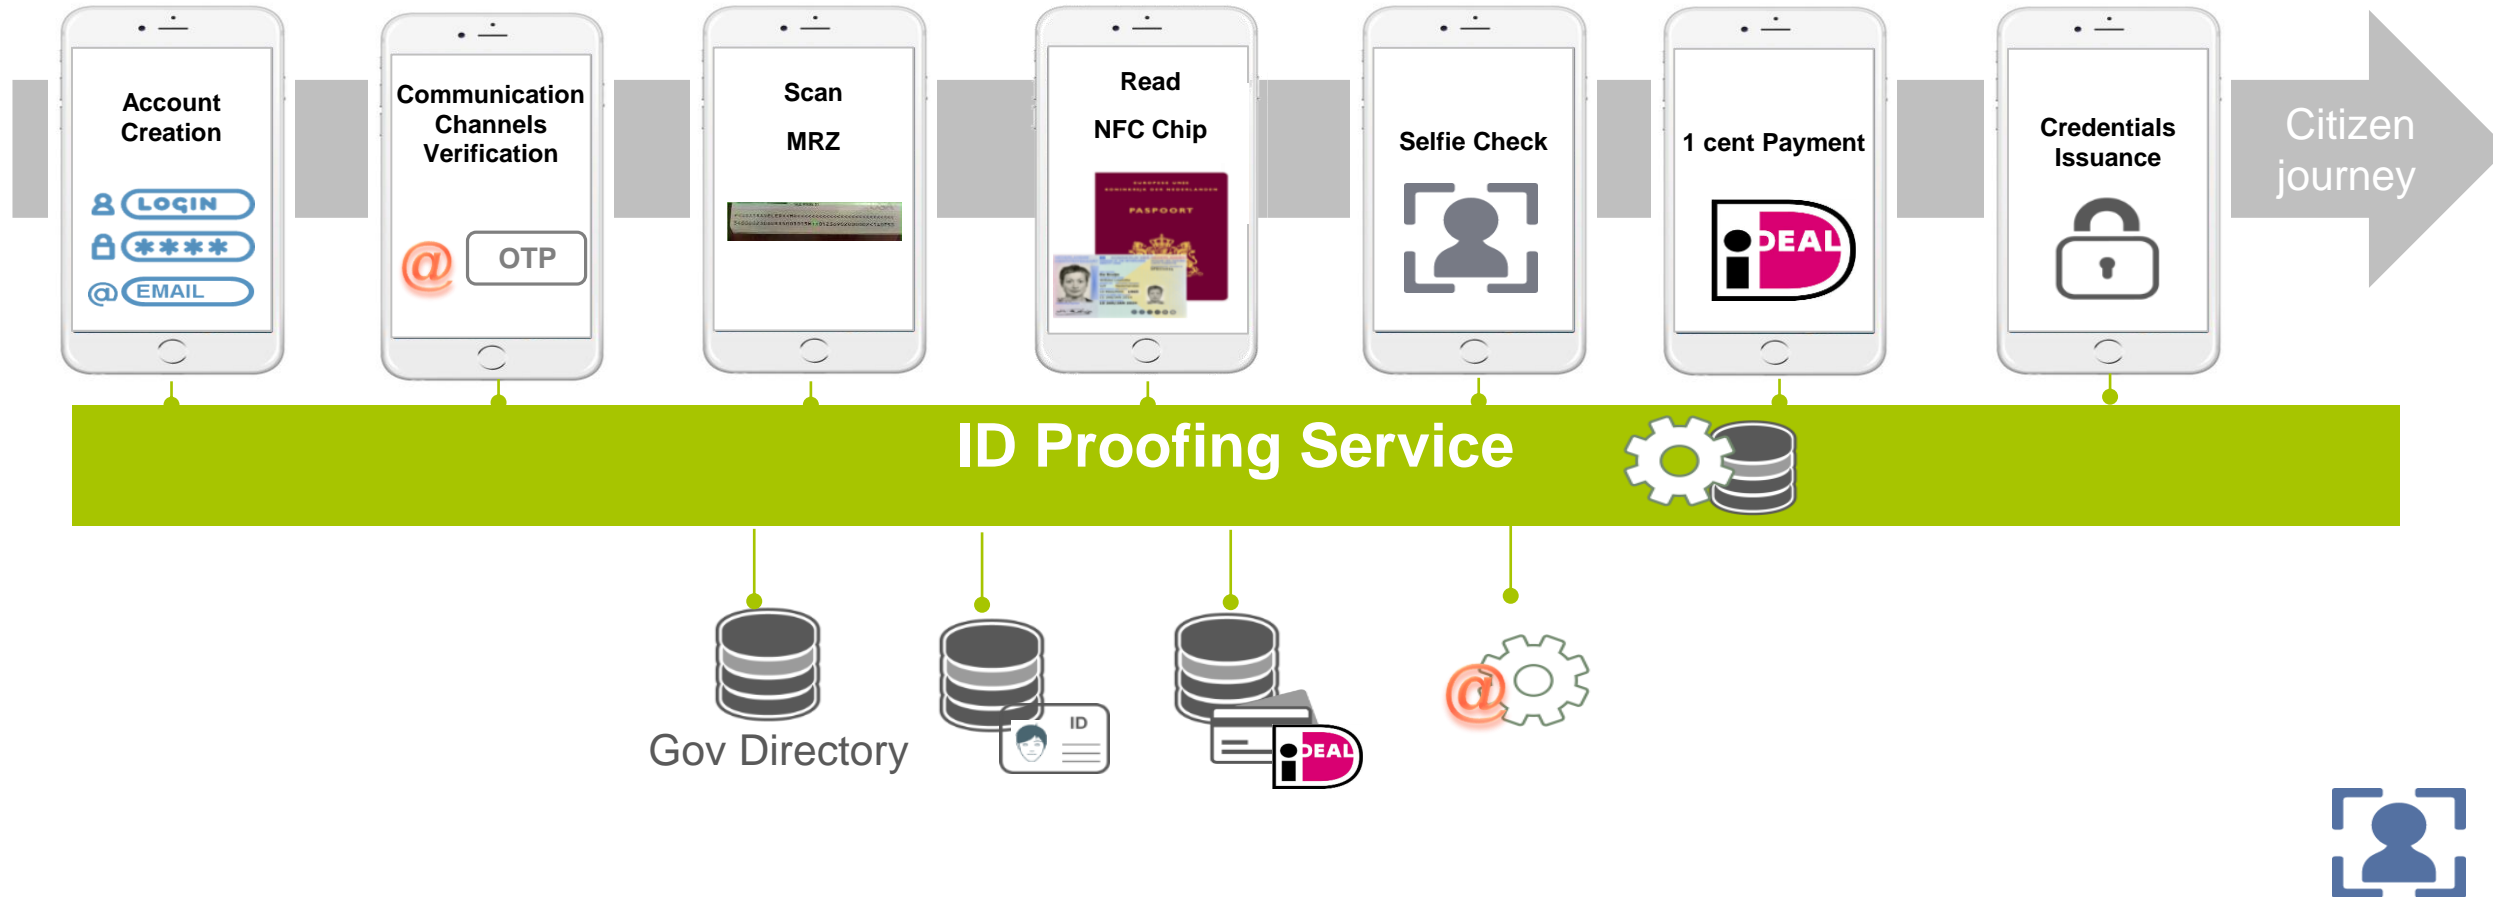 Account
Creation
LOGIN
****
@ EMAIL
Communication
Channels
Verification
@ OTP
Scan
MRZ
Read
NFC Chip
PASPOORT
Selfie Check
1 cent Payment
iDEAL
Credentials
Issuance
Citizen
journey
ID Proofing Service
Gov Directory
ID
iDEAL
@